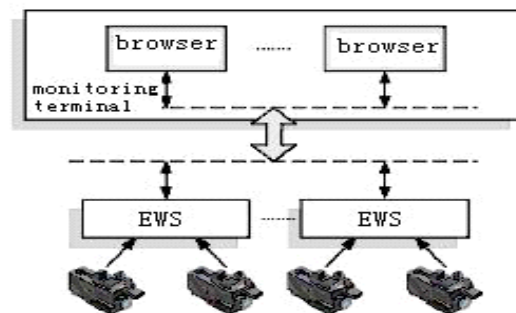 browser ...... browser
monitoring
terminal
EWS ...... EWS